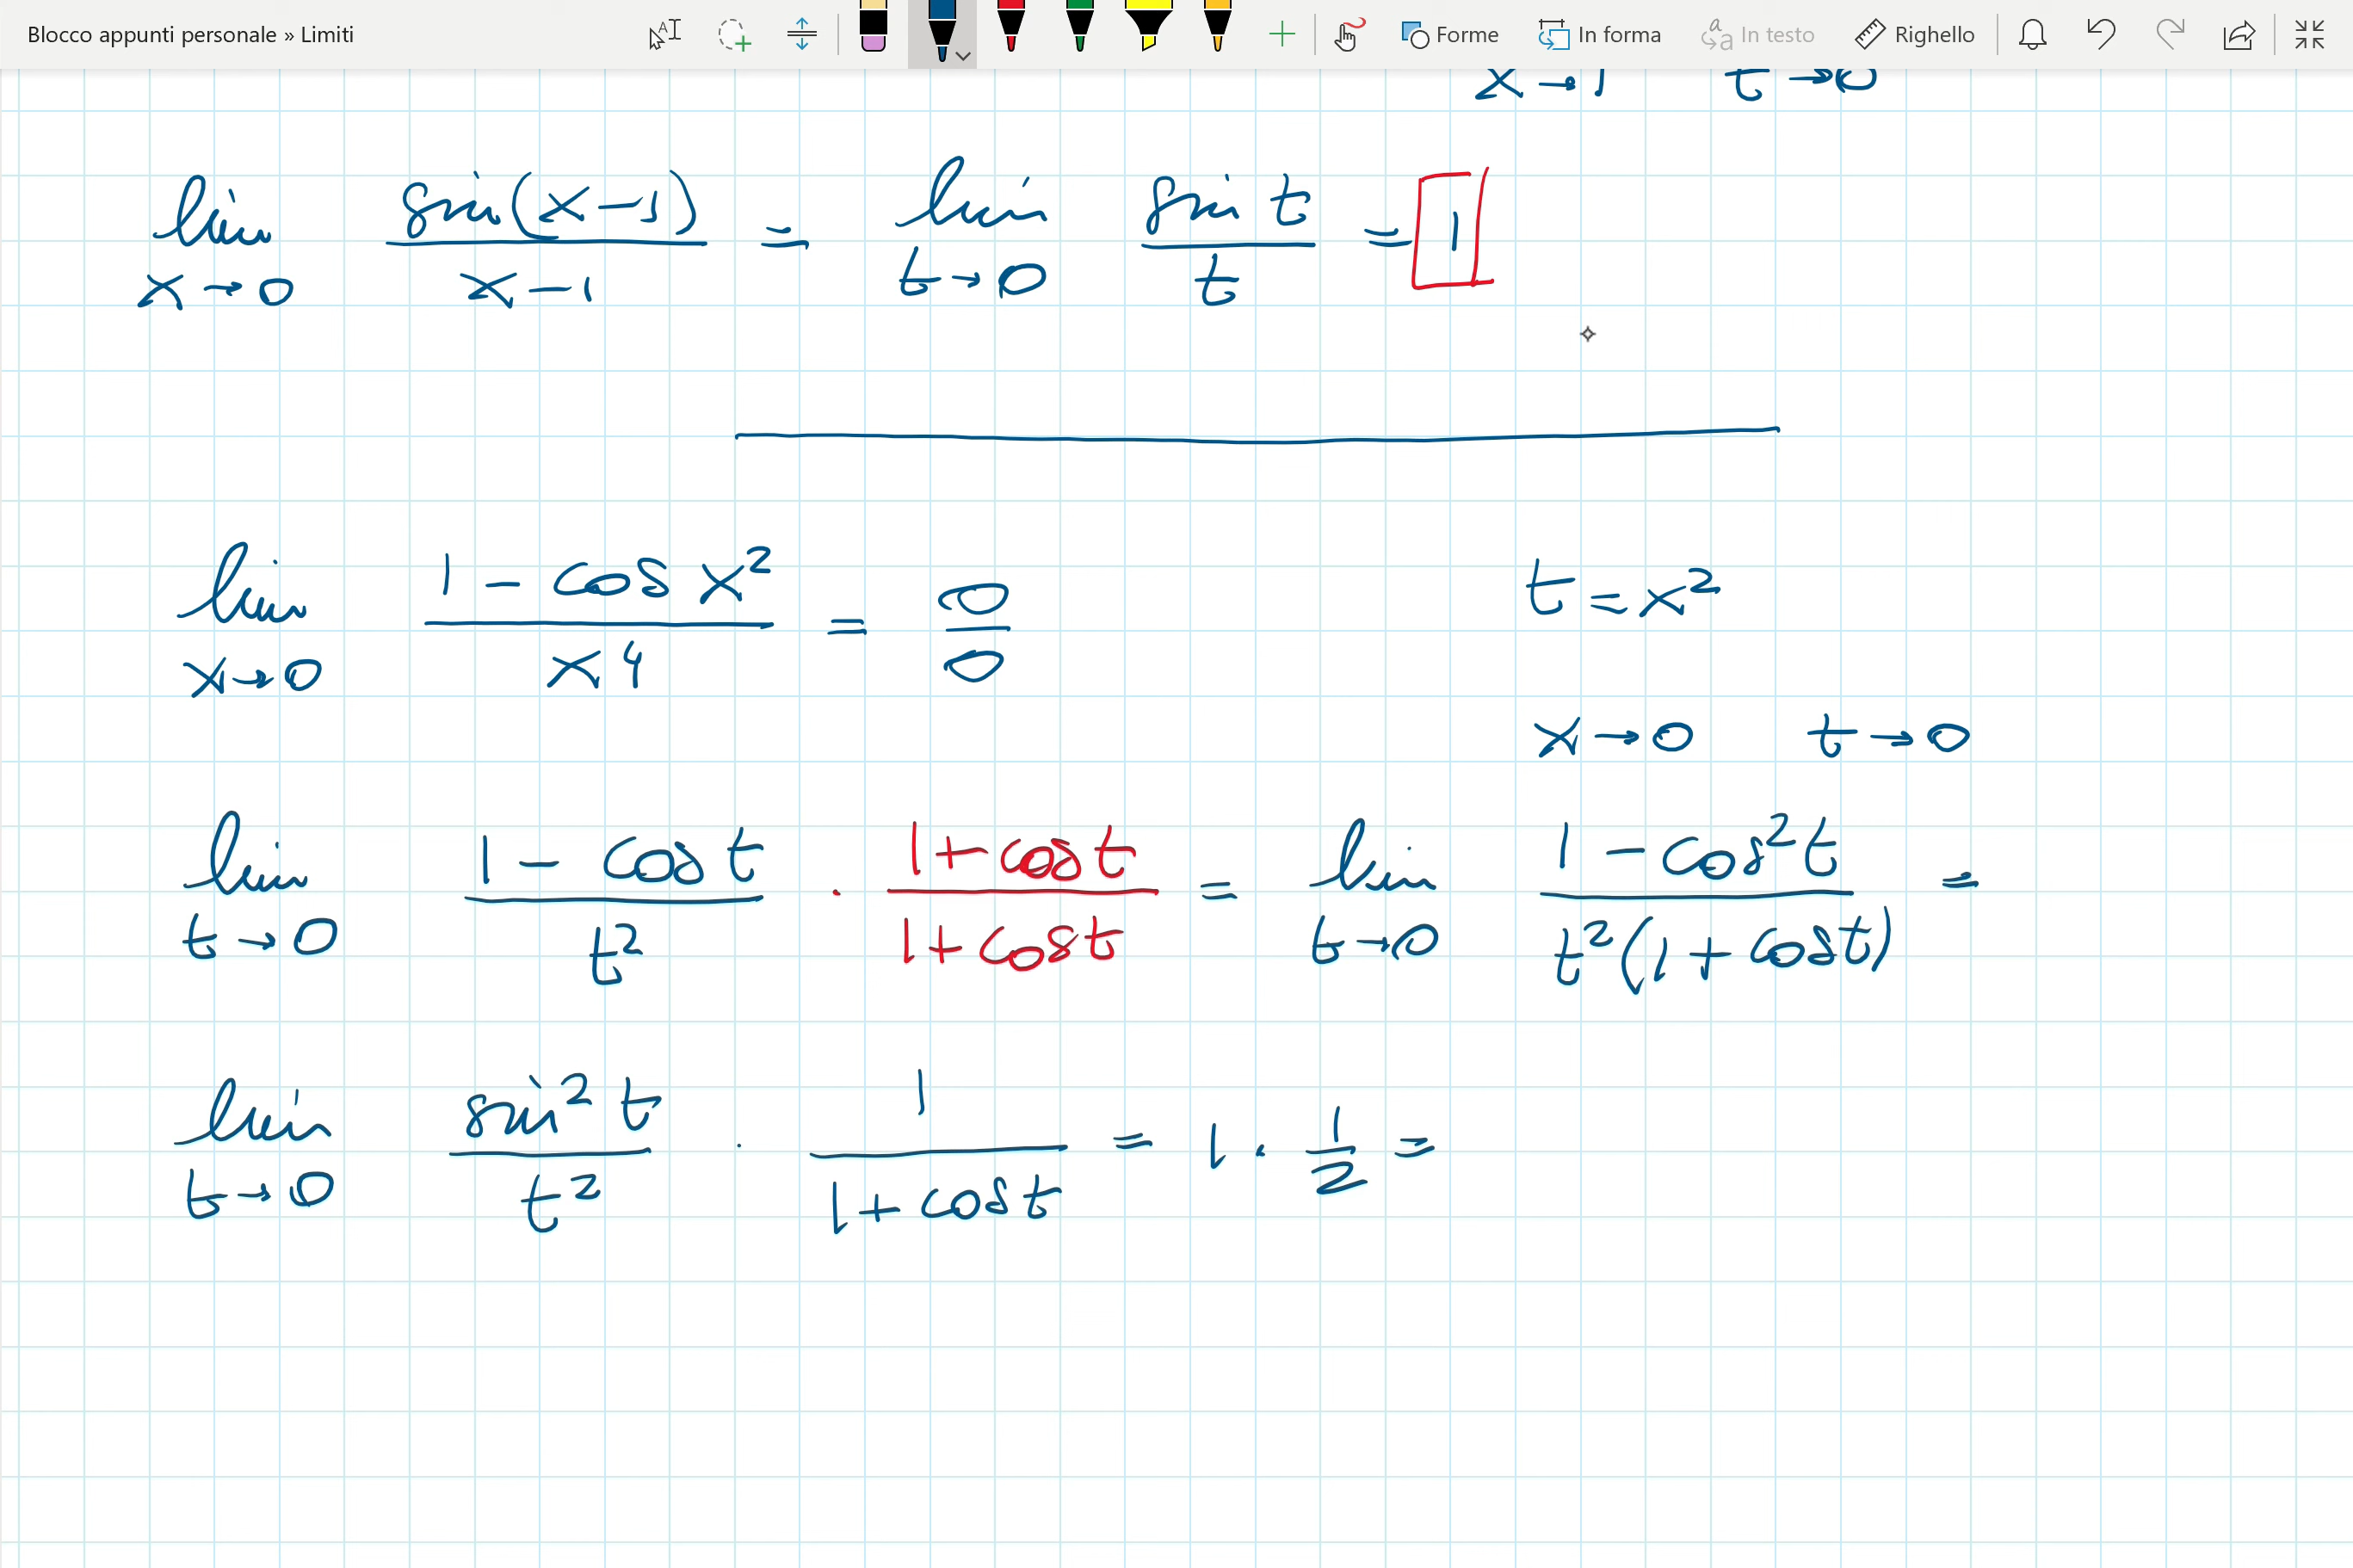 Blocco appunti personale » Limiti Forme In forma In testo Righello
x → 1 t → 0
lim x→0 sin(x-1)/(x-1) = lim t→0 sin t/t = 1
lim x→0 (1 - cos x²)/x⁴ = 0/0 t = x²
x → 0 t → 0
lim t→0 (1 - cos t)/t² · (1 + cos t)/(1 + cos t) = lim t→0 (1 - cos² t)/(t²(1 + cos t)) =
lim t→0 sin² t/t² · 1/(1 + cos t) = 1 · 1/2 =